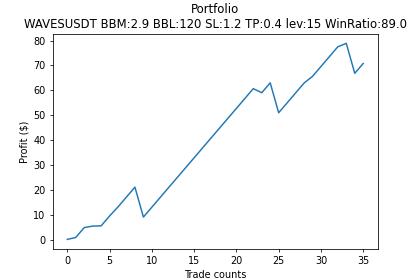 Portfolio
WAVESUSDT BBM:2.9 BBL:120 SL:1.2 TP:0.4 lev:15 WinRatio:89.0
80
70
60
50
40
30
20
10
0
Profit ($)
0 5 10 15 20 25 30 35
Trade counts